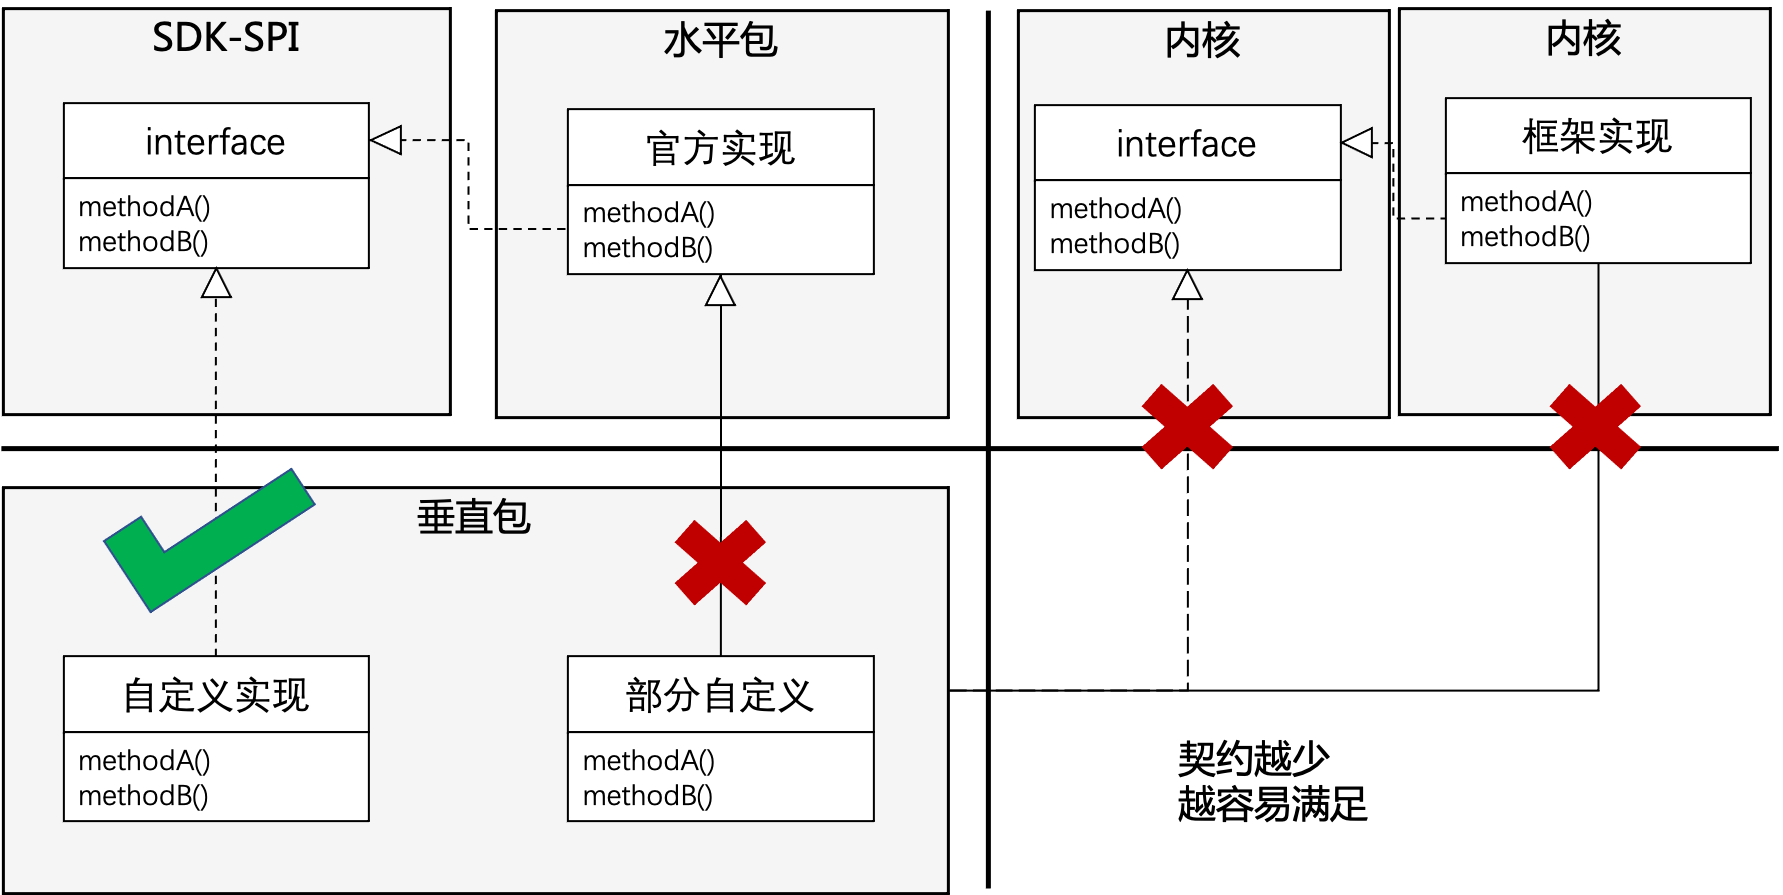 SDK-SPI
interface
methodA()
methodB()
水平包
官方实现
methodA()
methodB()
内核
interface
methodA()
methodB()
内核
框架实现
methodA()
methodB()
垂直包
自定义实现
methodA()
methodB()
部分自定义
methodA()
methodB()
契约越少
越容易满足